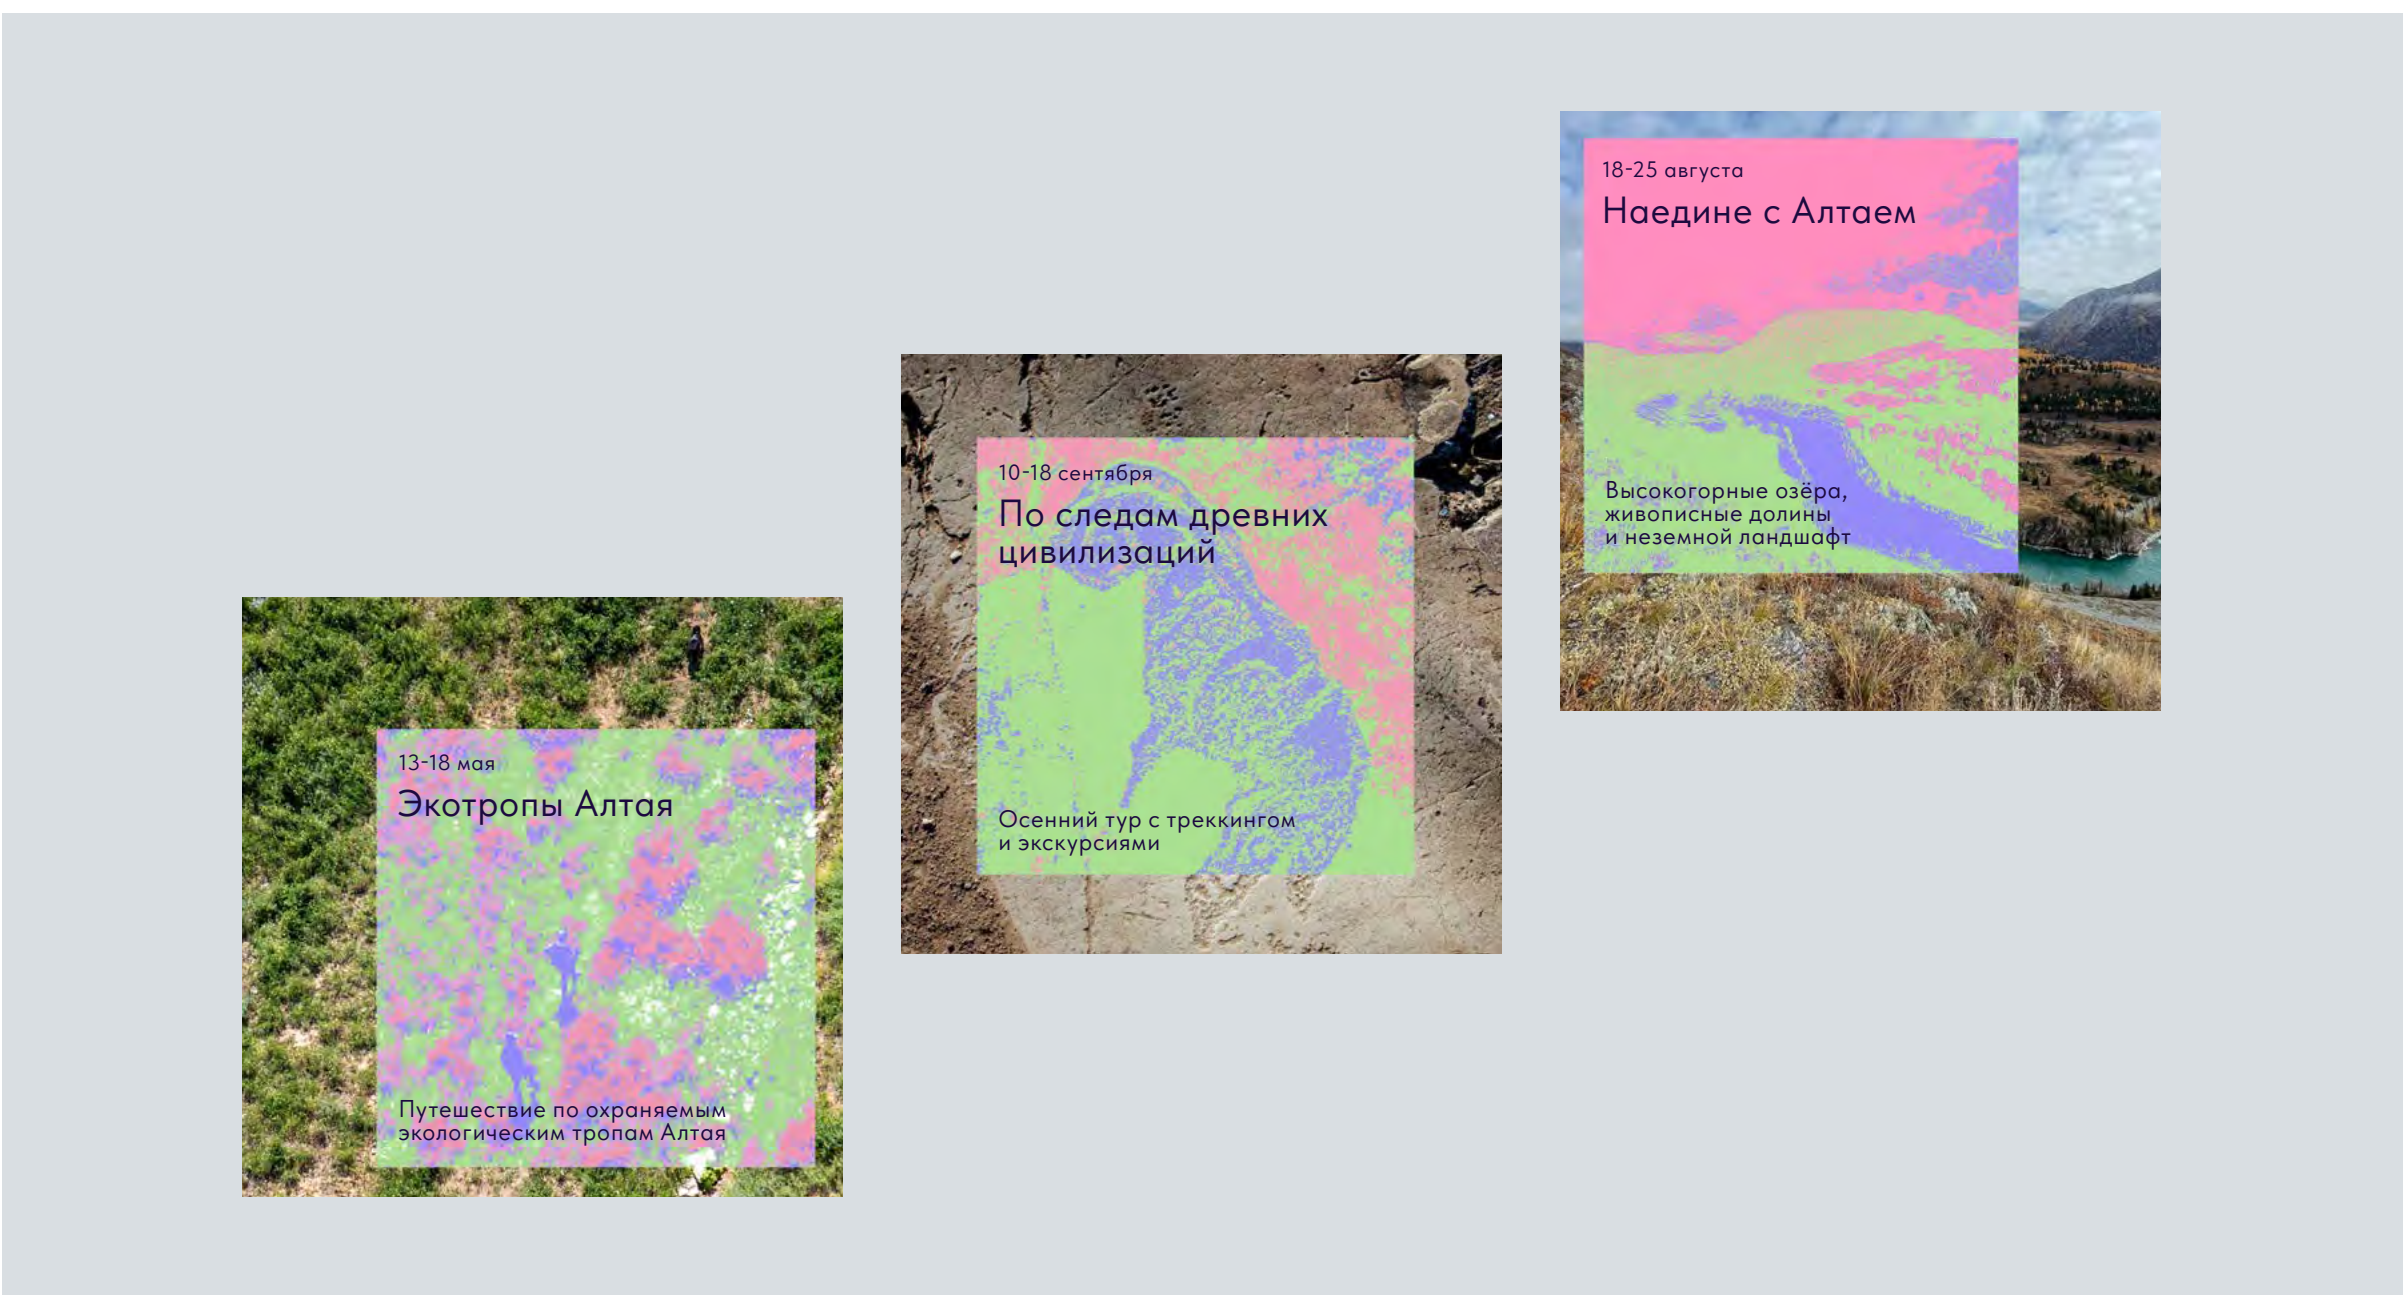 13-18 мая
Экотропы Алтая
Путешествие по охраняемым
экологическим тропам Алтая
10-18 сентября
По следам древних
цивилизаций
Осенний тур с треккингом
и экскурсиями
18-25 августа
Наедине с Алтаем
Высокогорные озёра,
живописные долины
и неземной ландшафт